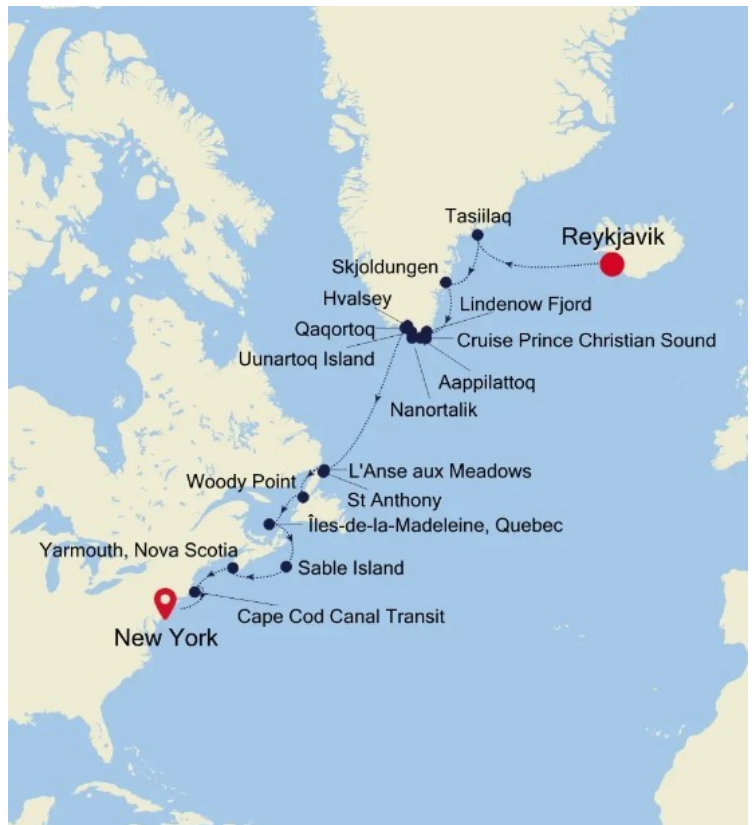 Tasiilaq
Reykjavik
Skjoldungen
Hvalsey
Lindenow Fjord
Qaqortoq
Cruise Prince Christian Sound
Uunartoq Island
Aappilattoq
Nanortalik
L'Anse aux Meadows
Woody Point
St Anthony
Îles-de-la-Madeleine, Quebec
Yarmouth, Nova Scotia
Sable Island
Cape Cod Canal Transit
New York